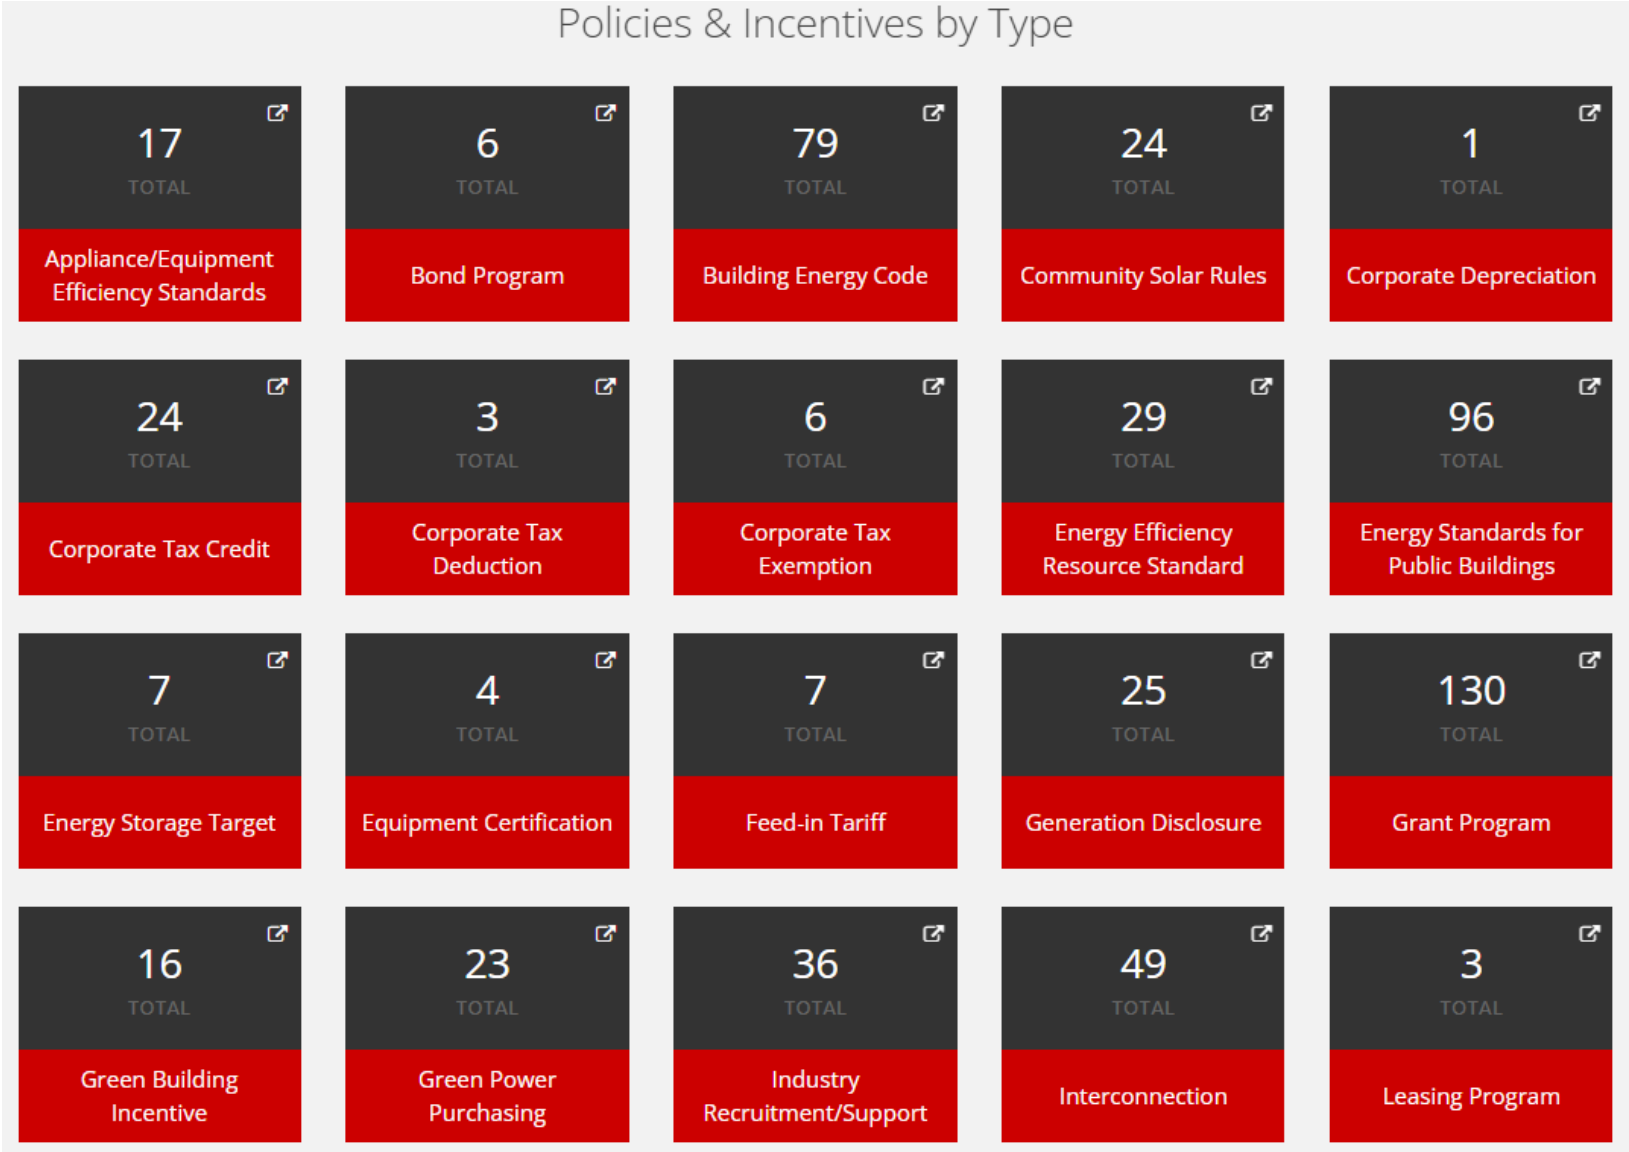 Policies & Incentives by Type
17
TOTAL
Appliance/Equipment
Efficiency Standards
6
TOTAL
Bond Program
79
TOTAL
Building Energy Code
24
TOTAL
Community Solar Rules
1
TOTAL
Corporate Depreciation
24
TOTAL
Corporate Tax Credit
3
TOTAL
Corporate Tax
Deduction
6
TOTAL
Corporate Tax
Exemption
29
TOTAL
Energy Efficiency
Resource Standard
96
TOTAL
Energy Standards for
Public Buildings
7
TOTAL
Energy Storage Target
4
TOTAL
Equipment Certification
7
TOTAL
Feed-in Tariff
25
TOTAL
Generation Disclosure
130
TOTAL
Grant Program
16
TOTAL
Green Building
Incentive
23
TOTAL
Green Power
Purchasing
36
TOTAL
Industry
Recruitment/Support
49
TOTAL
Interconnection
3
TOTAL
Leasing Program